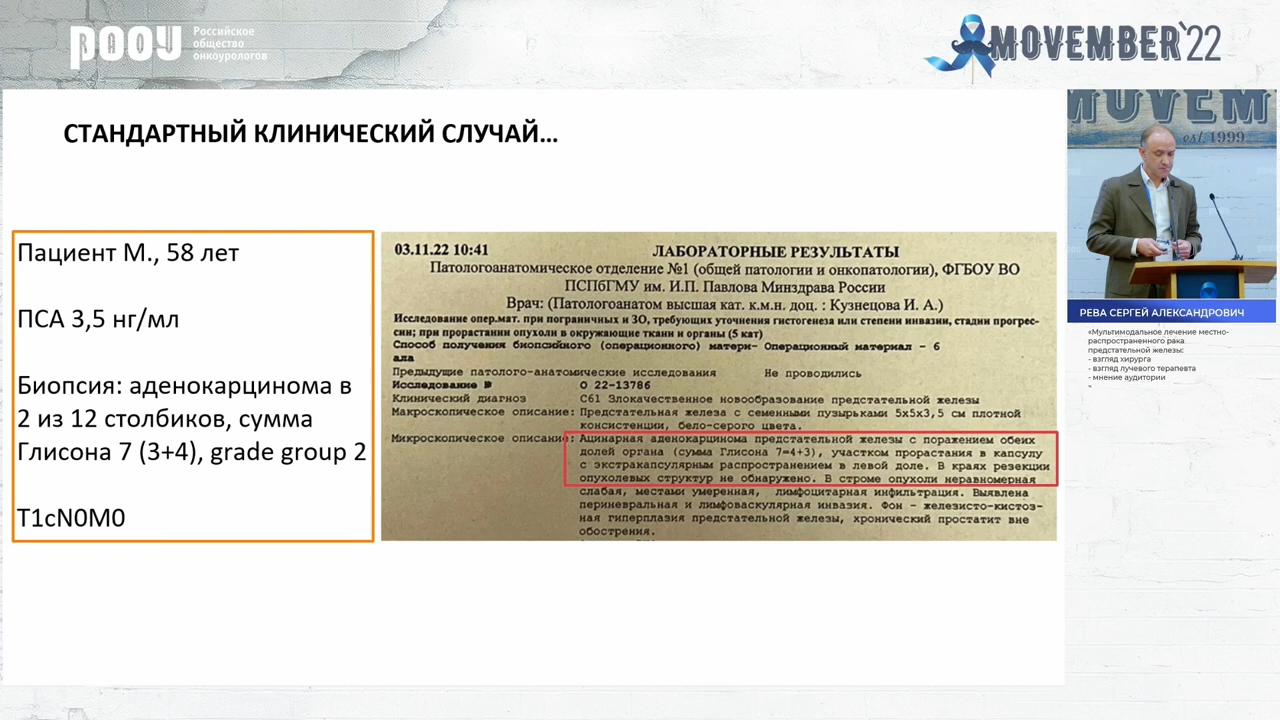 РООУ
Российское
общество
онкоурологов
MOVEMBER'22
СТАНДАРТНЫЙ КЛИНИЧЕСКИЙ СЛУЧАЙ...
Пациент М., 58 лет
ПСА 3,5 нг/мл
Биопсия: аденокарцинома в
2 из 12 столбиков, сумма
Глисона 7 (3+4), grade group 2
T1cN0M0
03.11.22 10:41 ЛАБОРАТОРНЫЕ РЕЗУЛЬТАТЫ
Патологоанатомическое отделение №1 (общей патологии и онкопатологии), ФГБОУ ВО
ПСПбГМУ им. И.П. Павлова Минздрава России
Врач: (Патологоанатом высшая кат. к.м.н. доц. : Кузнецова И. А.)
Исследование опер.мат. при пограничных и ЗО, требующих уточнения гистогенеза или степени инвазии, стадии прогрес-
сии; при прорастании опухоли в окружающие ткани и органы (5 кат)
Способ получения биопсийного (операционного) матери- Операционный материал - 6
ала
Предыдущие патолого-анатомические исследования Не проводились
Исследование № О 22-13786
Клинический диагноз С61 Злокачественное новообразование предстательной железы
Макроскопическое описание: Предстательная железа с семенными пузырьками 5х5х3,5 см плотной
консистенции, бело-серого цвета.
Микроскопическое описание: Ацинарная аденокарцинома предстательной железы с поражением обеих
долей органа (сумма Глисона 7=4+3), участком прорастания в капсулу
с экстракапсулярным распространением в левой доле. В краях резекции
опухолевых структур не обнаружено. В строме опухоли неравномерная
слабая, местами умеренная, лимфоцитарная инфильтрация. Выявлена
периневральная и лимфоваскулярная инвазия. Фон - железисто-кистоз-
ная гиперплазия предстательной железы, хронический простатит вне
обострения.
MOVEM
est. 1999
РЕВА СЕРГЕЙ АЛЕКСАНДРОВИЧ
«Мультимодальное лечение местно-
распространенного рака
предстательной железы:
- взгляд хирурга
- взгляд лучевого терапевта
- мнение аудитории
»